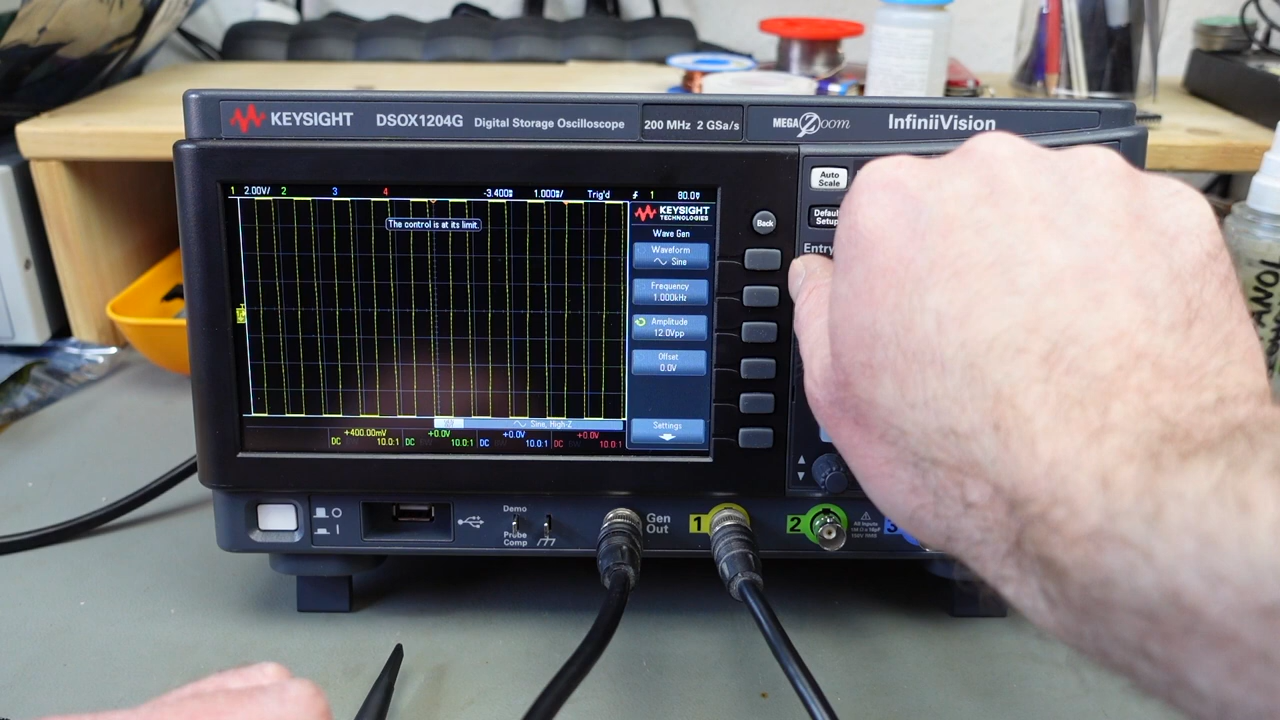 KEYSIGHT DSOX1204G Digital Storage Oscilloscope 200 MHz 2 GSa/s MEGA Zoom InfiniiVision
1 2.00V/ 2 3 4 -3.400ms 1.000ms/ Trig'd 1 80.0V
The control is at its limit.
KEYSIGHT
TECHNOLOGIES
Wave Gen
Waveform
Sine
Frequency
1.000kHz
Amplitude
12.0Vpp
Offset
0.0V
Settings
Sine, High-Z
+400.00mV +0.0V +0.0V +0.0V
DC 10.0:1 DC 10.0:1 DC 10.0:1 DC 10.0:1
Back
Auto
Scale
Default
Setup
Entry
Demo
Probe
Comp
Gen
Out
1
2
All Inputs